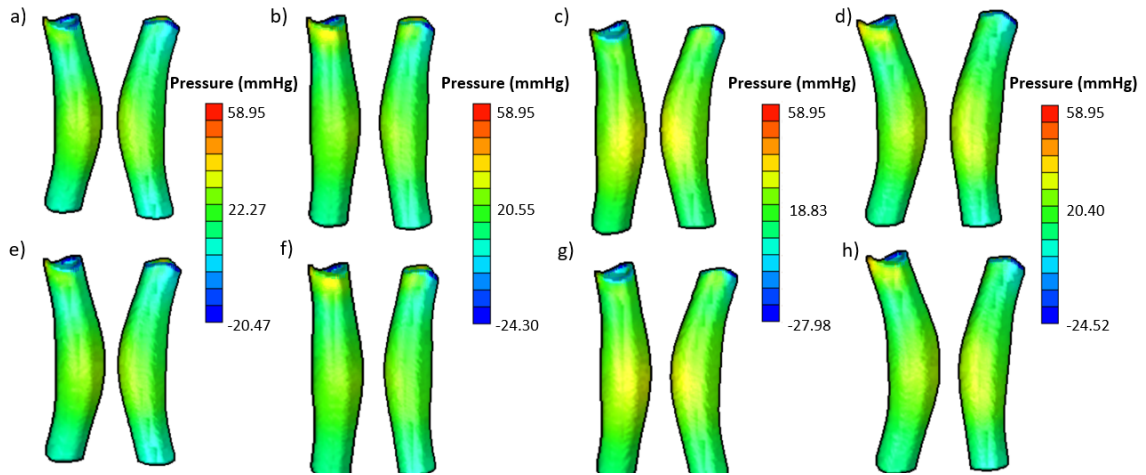 a)
b)
c)
d)
Pressure (mmHg)
Pressure (mmHg)
Pressure (mmHg)
Pressure (mmHg)
58.95
58.95
58.95
58.95
22.27
20.55
18.83
20.40
e)
f)
g)
h)
-20.47
-24.30
-27.98
-24.52